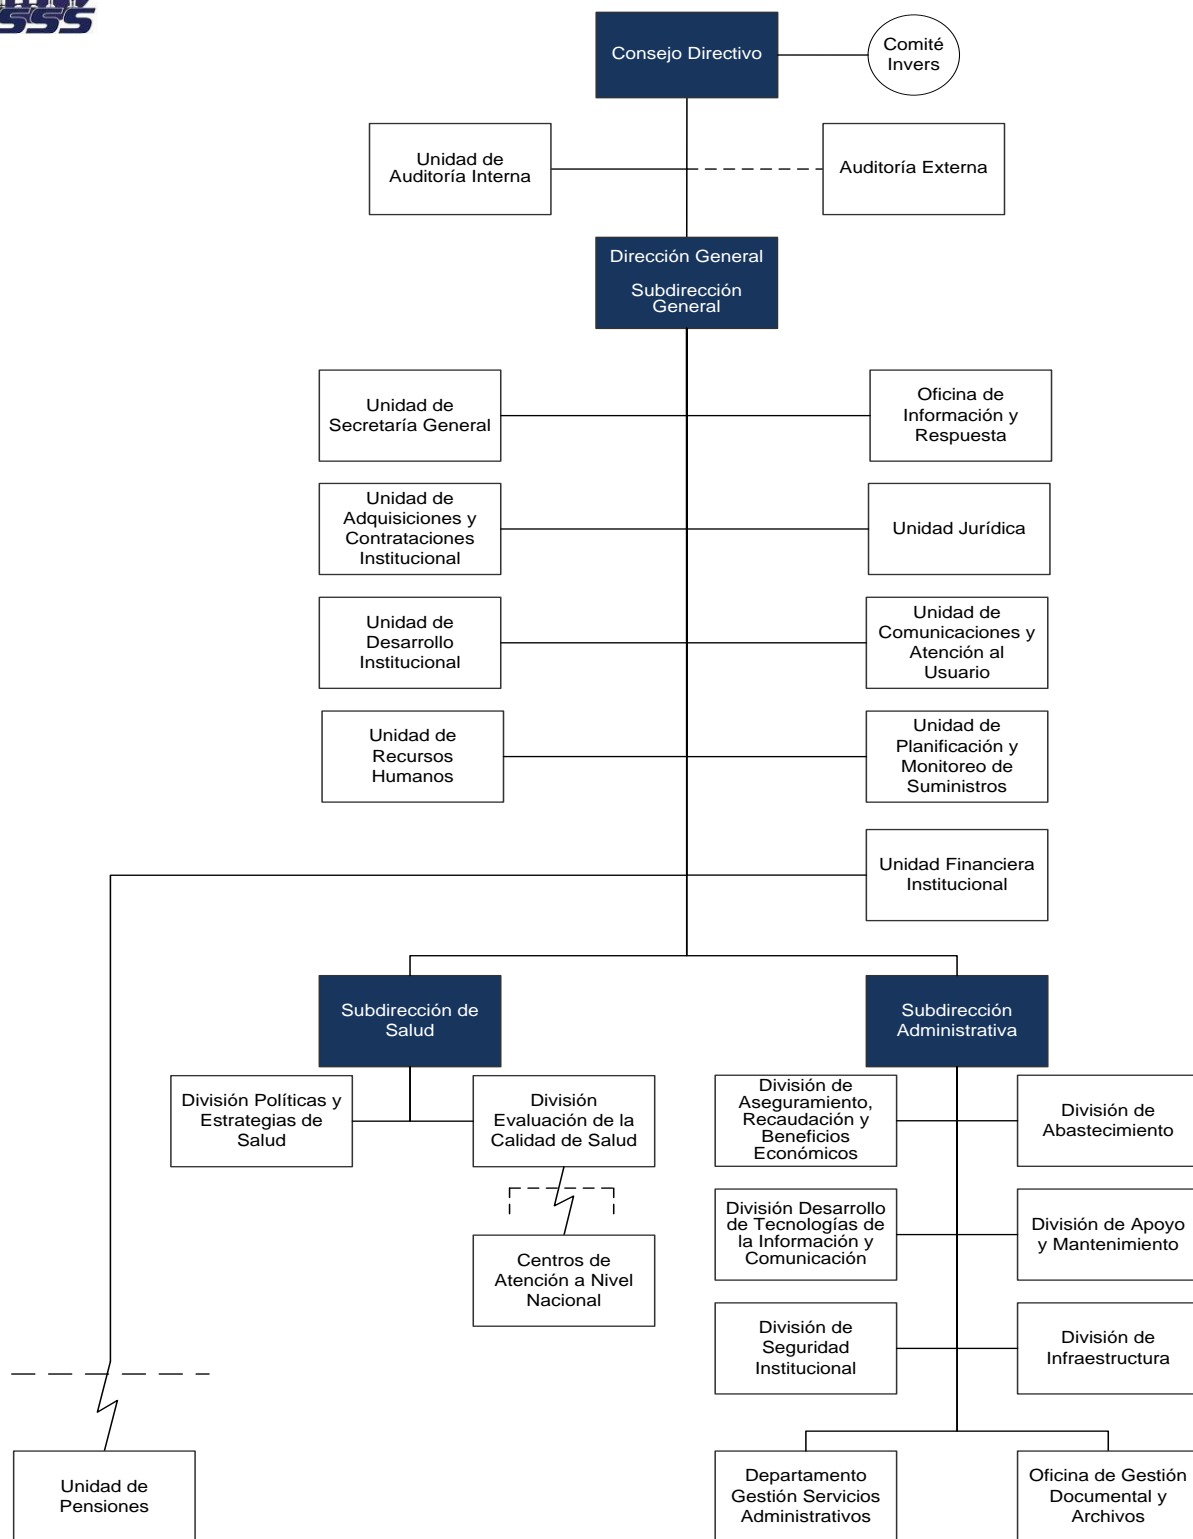 SSS
Consejo Directivo
Comité
Invers
Unidad de
Auditoría Interna
Auditoría Externa
Dirección General
Subdirección
General
Unidad de
Secretaría General
Oficina de
Información y
Respuesta
Unidad de
Adquisiciones y
Contrataciones
Institucional
Unidad Jurídica
Unidad de
Desarrollo
Institucional
Unidad de
Comunicaciones y
Atención al
Usuario
Unidad de
Recursos
Humanos
Unidad de
Planificación y
Monitoreo de
Suministros
Unidad Financiera
Institucional
Subdirección de
Salud
Subdirección
Administrativa
División Políticas y
Estrategias de
Salud
División
Evaluación de la
Calidad de Salud
División de
Aseguramiento,
Recaudación y
Beneficios
Económicos
División de
Abastecimiento
Centros de
Atención a Nivel
Nacional
División Desarrollo
de Tecnologías de
la Información y
Comunicación
División de Apoyo
y Mantenimiento
División de
Seguridad
Institucional
División de
Infraestructura
Unidad de
Pensiones
Departamento
Gestión Servicios
Administrativos
Oficina de Gestión
Documental y
Archivos